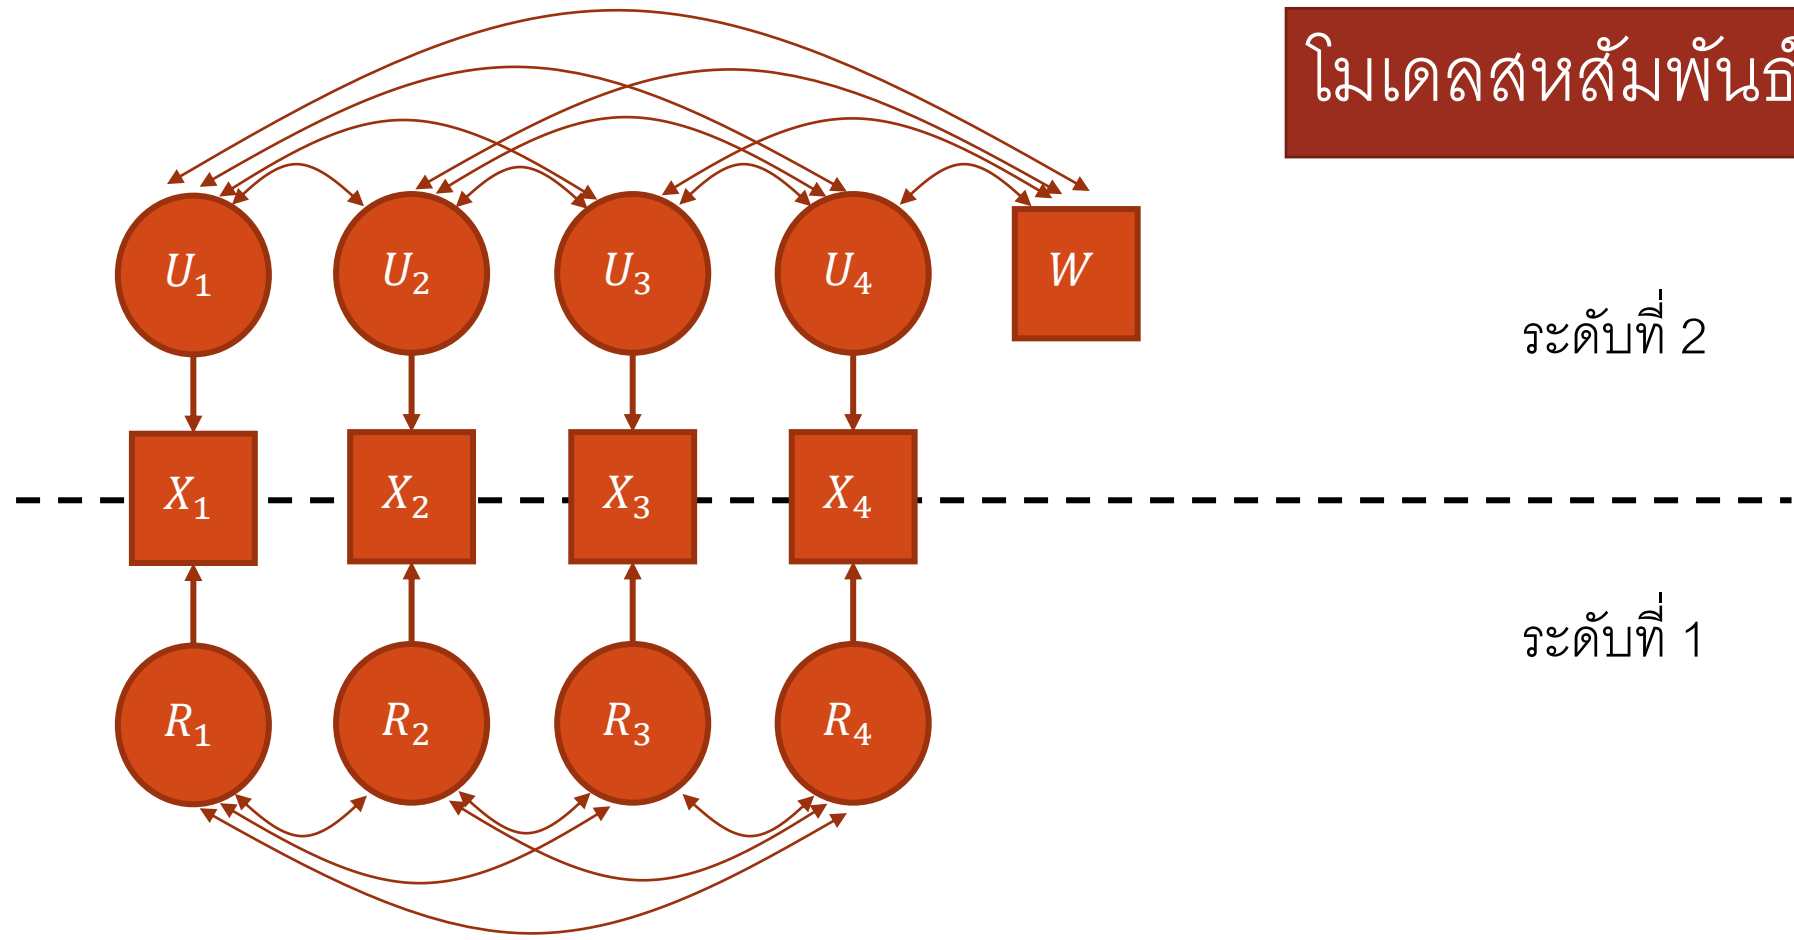 โมเดลสหสัมพันธ์
U₁ U₂ U₃ U₄ W
ระดับที่ 2
X₁ X₂ X₃ X₄
ระดับที่ 1
R₁ R₂ R₃ R₄